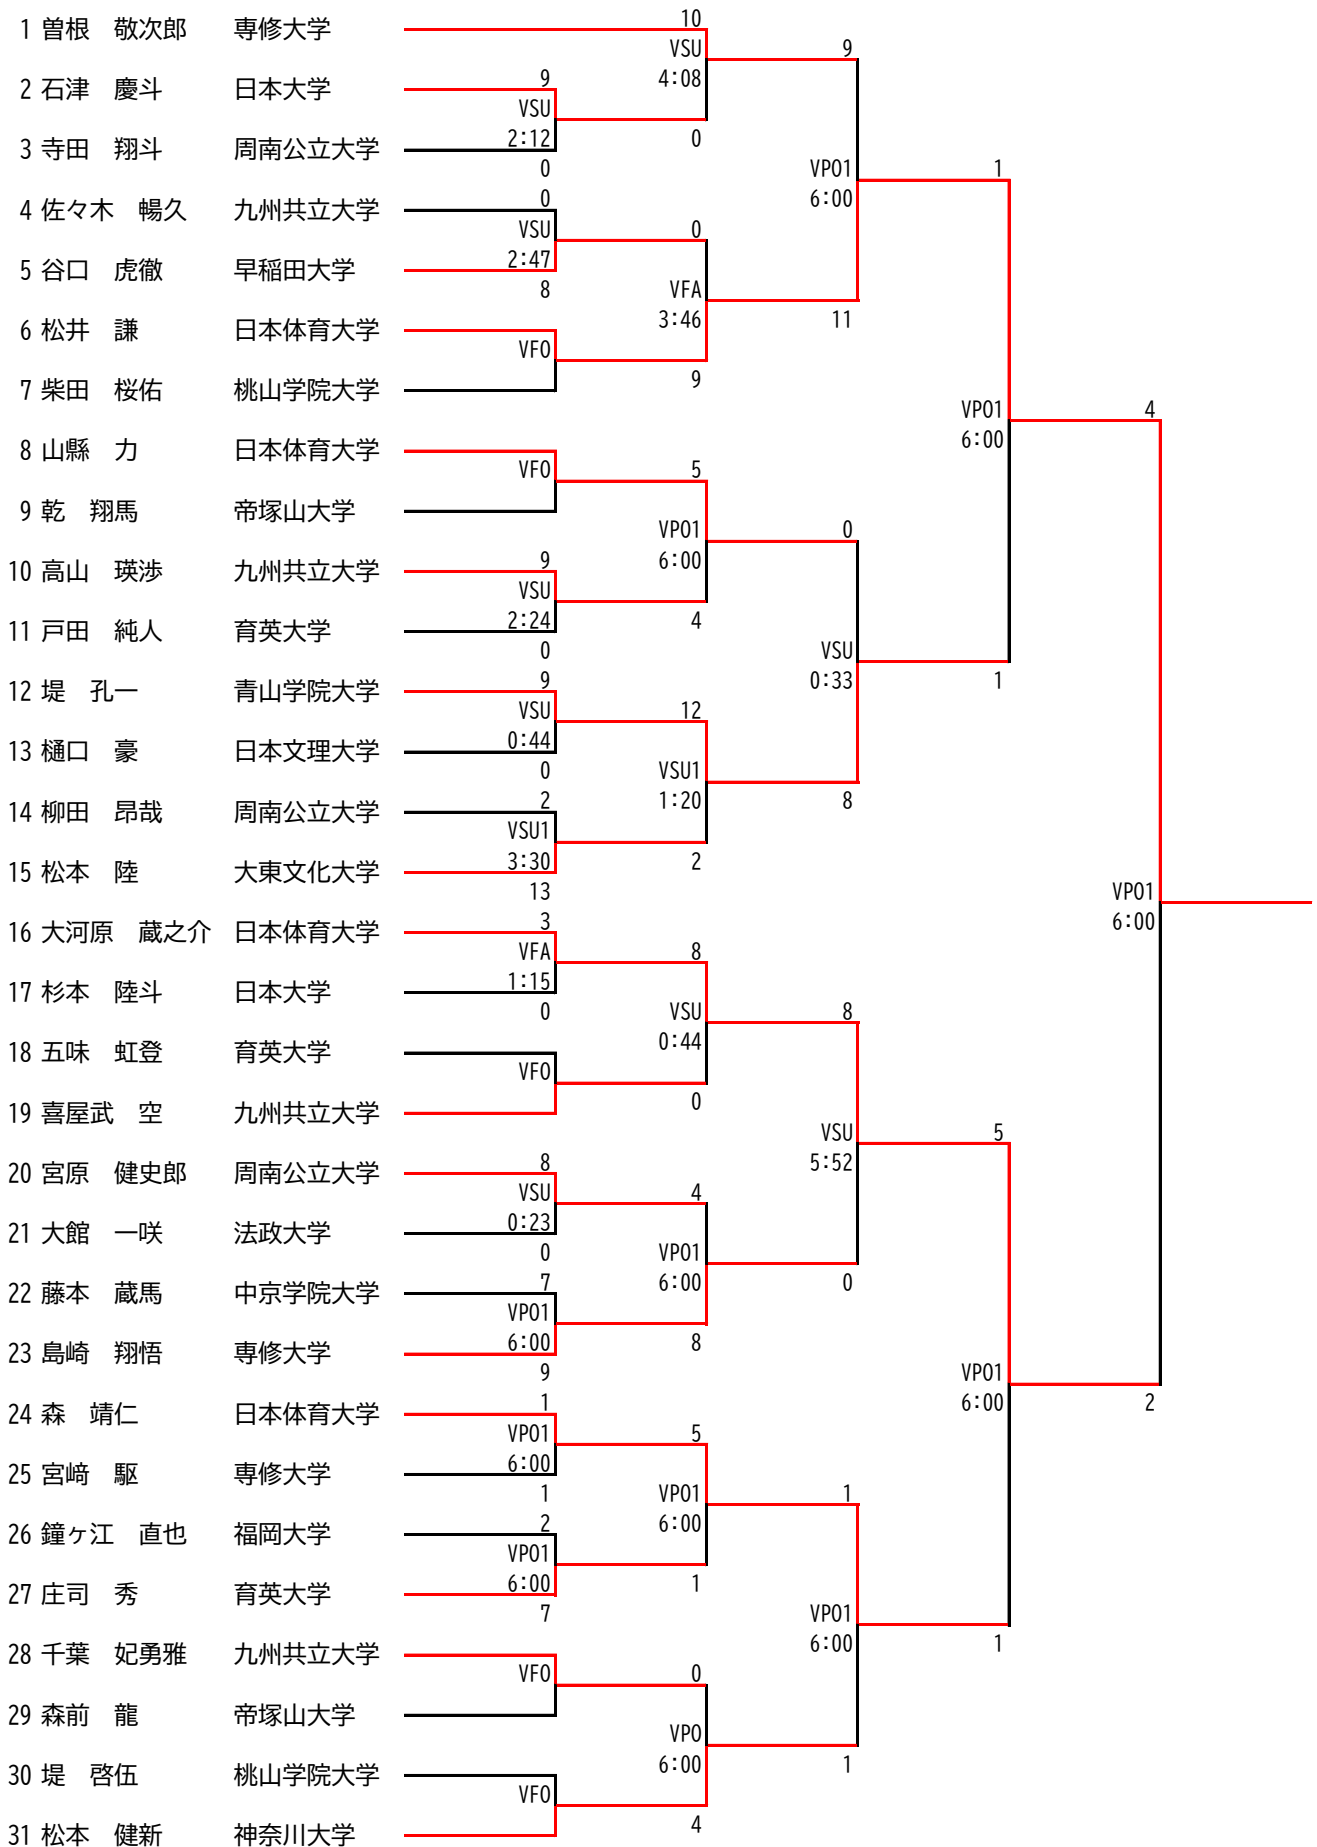 1 曽根　敬次郎　専修大学
2 石津　慶斗　日本大学
3 寺田　翔斗　周南公立大学
4 佐々木　暢久　九州共立大学
5 谷口　虎徹　早稲田大学
6 松井　謙　日本体育大学
7 柴田　桜佑　桃山学院大学
8 山縣　力　日本体育大学
9 乾　翔馬　帝塚山大学
10 高山　瑛渉　九州共立大学
11 戸田　純人　育英大学
12 堤　孔一　青山学院大学
13 樋口　豪　日本文理大学
14 柳田　昂哉　周南公立大学
15 松本　陸　大東文化大学
16 大河原　蔵之介　日本体育大学
17 杉本　陸斗　日本大学
18 五味　虹登　育英大学
19 喜屋武　空　九州共立大学
20 宮原　健史郎　周南公立大学
21 大館　一咲　法政大学
22 藤本　蔵馬　中京学院大学
23 島崎　翔悟　専修大学
24 森　靖仁　日本体育大学
25 宮﨑　駆　専修大学
26 鐘ヶ江　直也　福岡大学
27 庄司　秀　育英大学
28 千葉　妃勇雅　九州共立大学
29 森前　龍　帝塚山大学
30 堤　啓伍　桃山学院大学
31 松本　健新　神奈川大学
9
VSU
2:12
0
0
VSU
2:47
8
VFO
VFO
9
VSU
2:24
0
9
VSU
0:44
0
2
VSU1
3:30
13
3
VFA
1:15
0
VFO
8
VSU
0:23
0
7
VPO1
6:00
9
1
VPO1
6:00
1
2
VPO1
6:00
7
VFO
VFO
10
VSU
4:08
0
0
VFA
3:46
9
5
VPO1
6:00
4
12
VSU1
1:20
2
8
VSU
0:44
0
4
VPO1
6:00
8
5
VPO1
6:00
1
0
VPO
6:00
4
9
VPO1
6:00
11
0
VSU
0:33
8
8
VSU
5:52
0
1
VPO1
6:00
1
1
VPO1
6:00
1
5
VPO1
6:00
1
4
VPO1
6:00
2